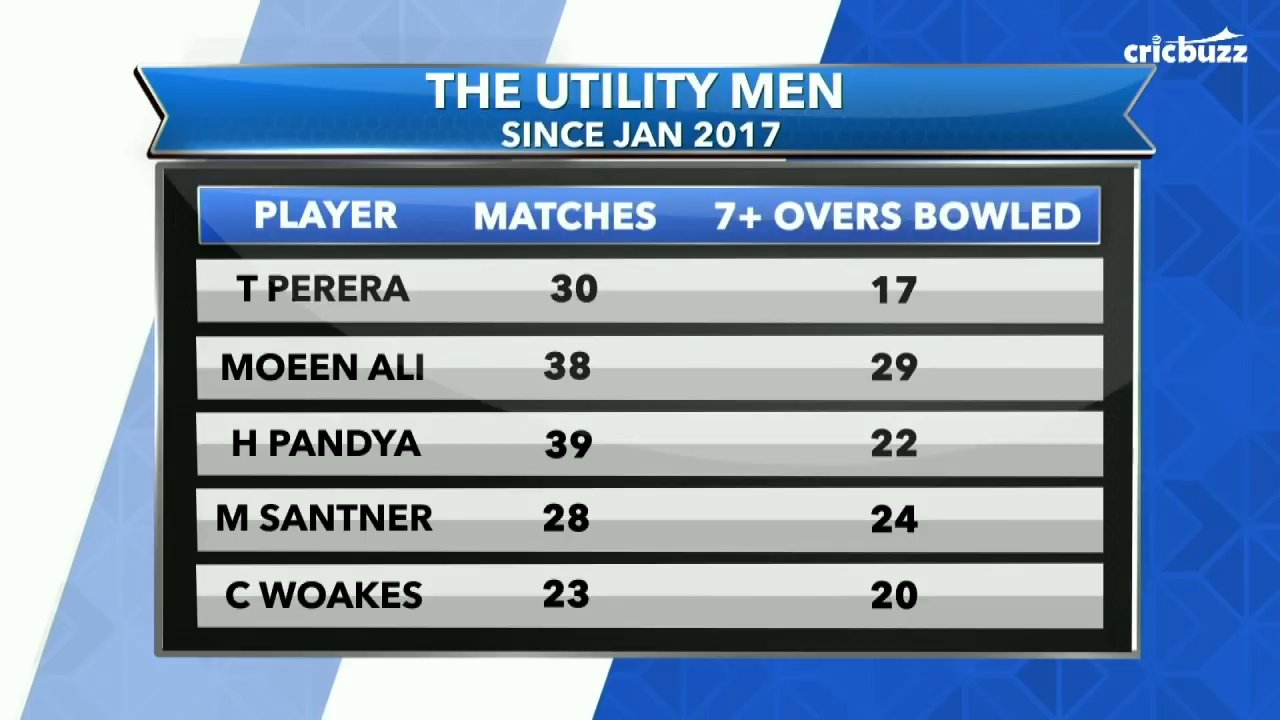 cricbuzz
THE UTILITY MEN
SINCE JAN 2017
PLAYER MATCHES 7+ OVERS BOWLED
T PERERA 30 17
MOEEN ALI 38 29
H PANDYA 39 22
M SANTNER 28 24
C WOAKES 23 20